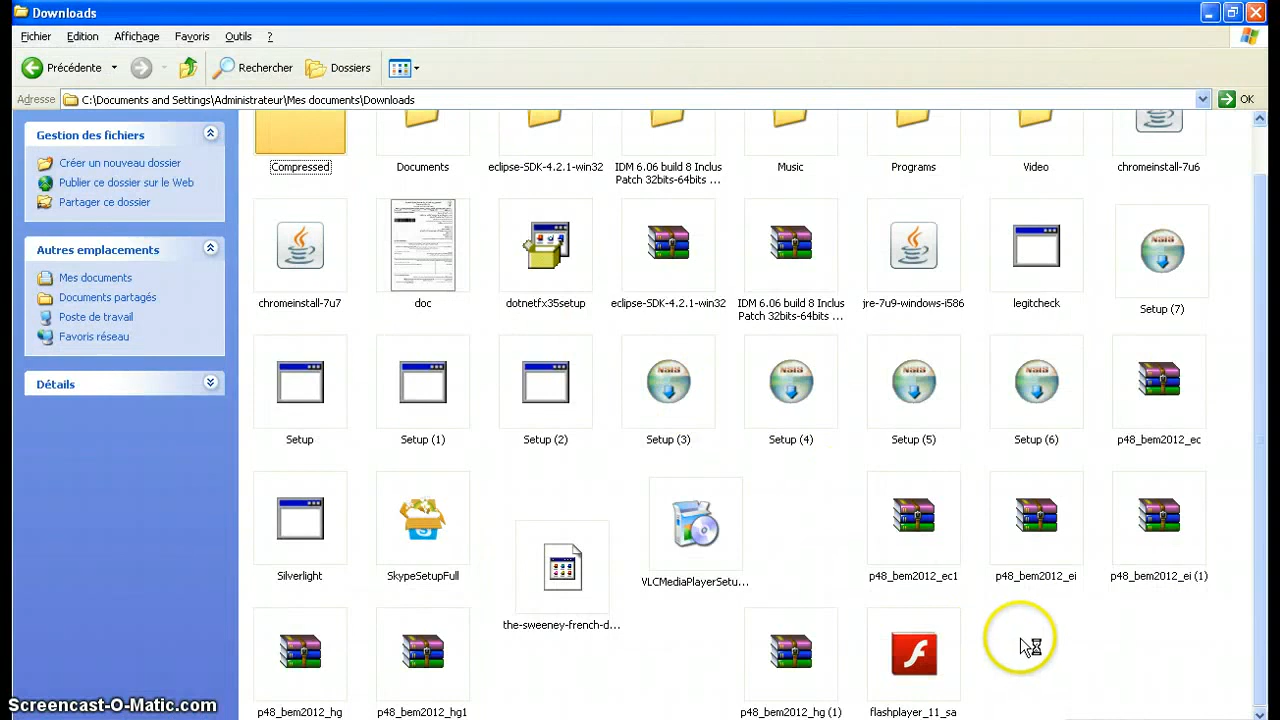 Downloads
Fichier Edition Affichage Favoris Outils ?
Précédente Rechercher Dossiers
Adresse C:\Documents and Settings\Administrateur\Mes documents\Downloads OK
Gestion des fichiers
Créer un nouveau dossier
Publier ce dossier sur le Web
Partager ce dossier
Autres emplacements
Mes documents
Documents partagés
Poste de travail
Favoris réseau
Détails
Compressed Documents eclipse-SDK-4.2.1-win32 IDM 6.06 build 8 Inclus Music Programs Video chromeinstall-7u6
Patch 32bits-64bits ...
chromeinstall-7u7 doc dotnetfx35setup eclipse-SDK-4.2.1-win32 IDM 6.06 build 8 Inclus jre-7u9-windows-i586 legitcheck Setup (7)
Patch 32bits-64bits ...
Setup Setup (1) Setup (2) Setup (3) Setup (4) Setup (5) Setup (6) p48_bem2012_ec
Silverlight SkypeSetupFull VLCMediaPlayerSetu... p48_bem2012_ec1 p48_bem2012_ei p48_bem2012_ei (1)
the-sweeney-french-d...
p48_bem2012_hg p48_bem2012_hg1 p48_bem2012_hg (1) flashplayer_11_sa
Screencast-O-Matic.com